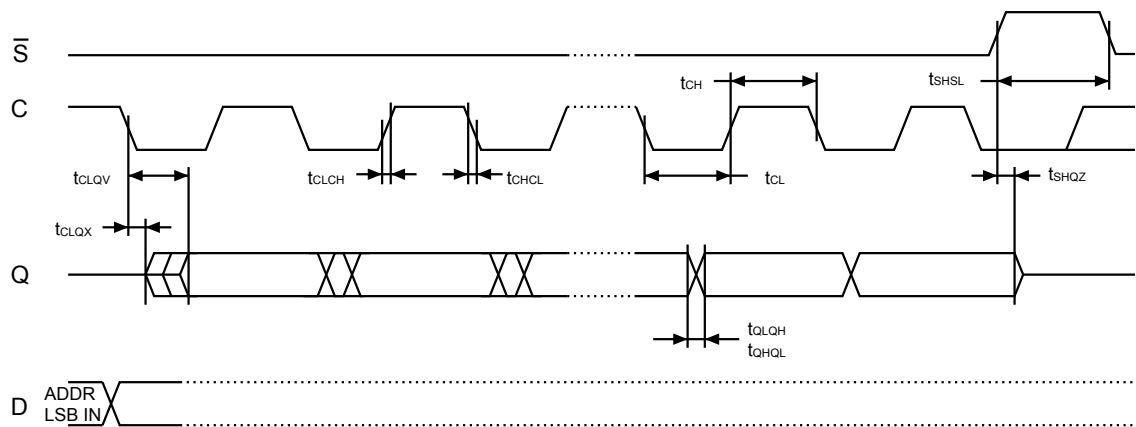 S̅
tCH
tSHSL
C
tCLQV
tCLCH
tCHCL
tCL
tSHQZ
tCLQX
Q
tQLQH
tQHQL
D
ADDR
LSB IN